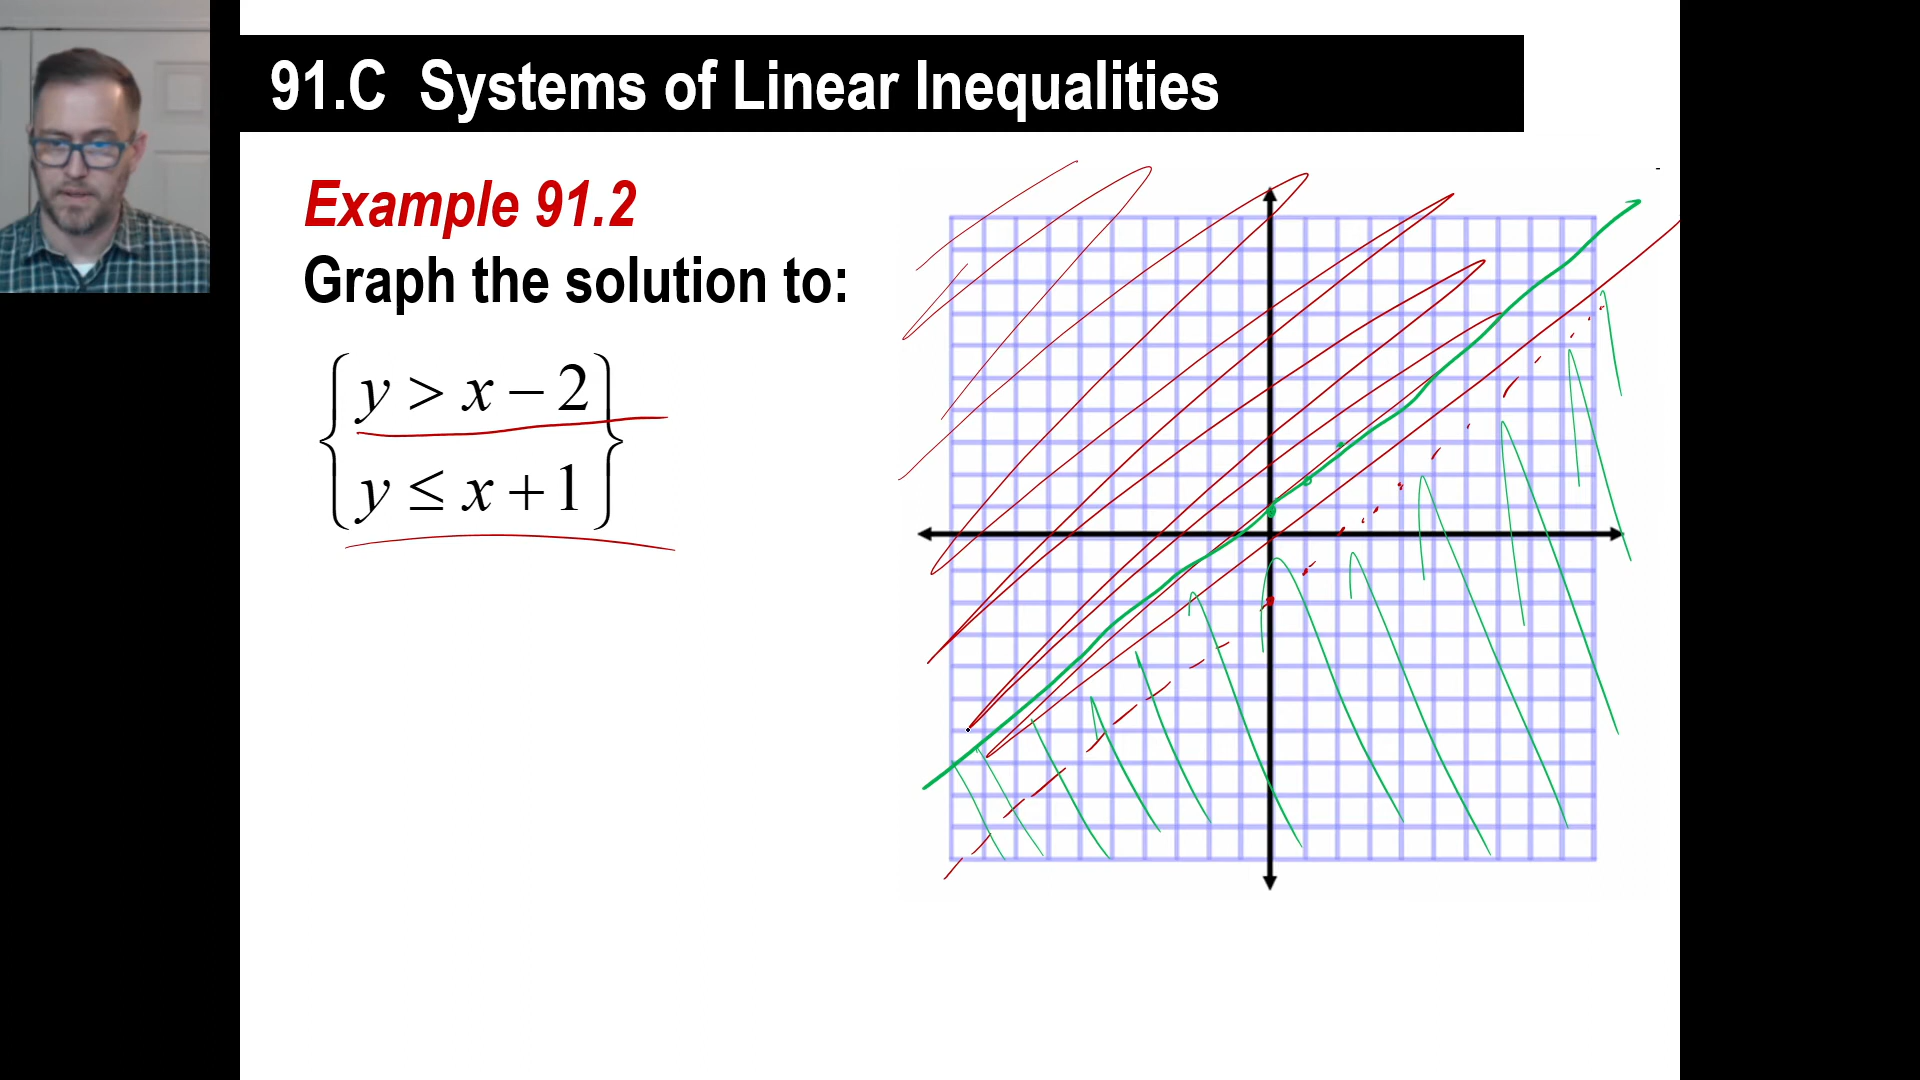 91.C Systems of Linear Inequalities
Example 91.2
Graph the solution to:
y > x − 2
y ≤ x + 1